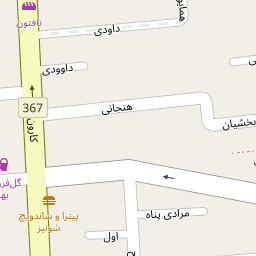 تافتون
داودی
داوودی
367
هنجانی
بخشیان
کارون
گل‌فر
مرادی پناه
پیتزا و ساندویچ
شونیز
اول